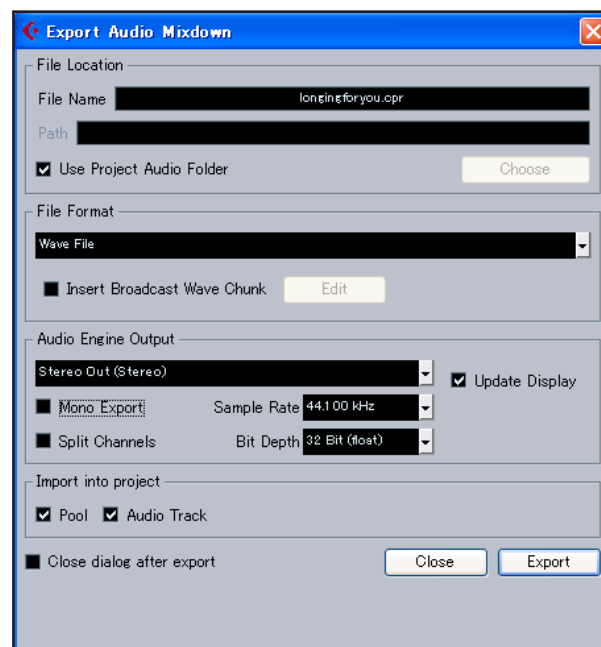 Export Audio Mixdown
File Location
File Name longingforyou.cpr
Path
Use Project Audio Folder Choose
File Format
Wave File
Insert Broadcast Wave Chunk Edit
Audio Engine Output
Stereo Out (Stereo) Update Display
Mono Export Sample Rate 44.100 kHz
Split Channels Bit Depth 32 Bit (float)
Import into project
Pool Audio Track
Close dialog after export Close Export